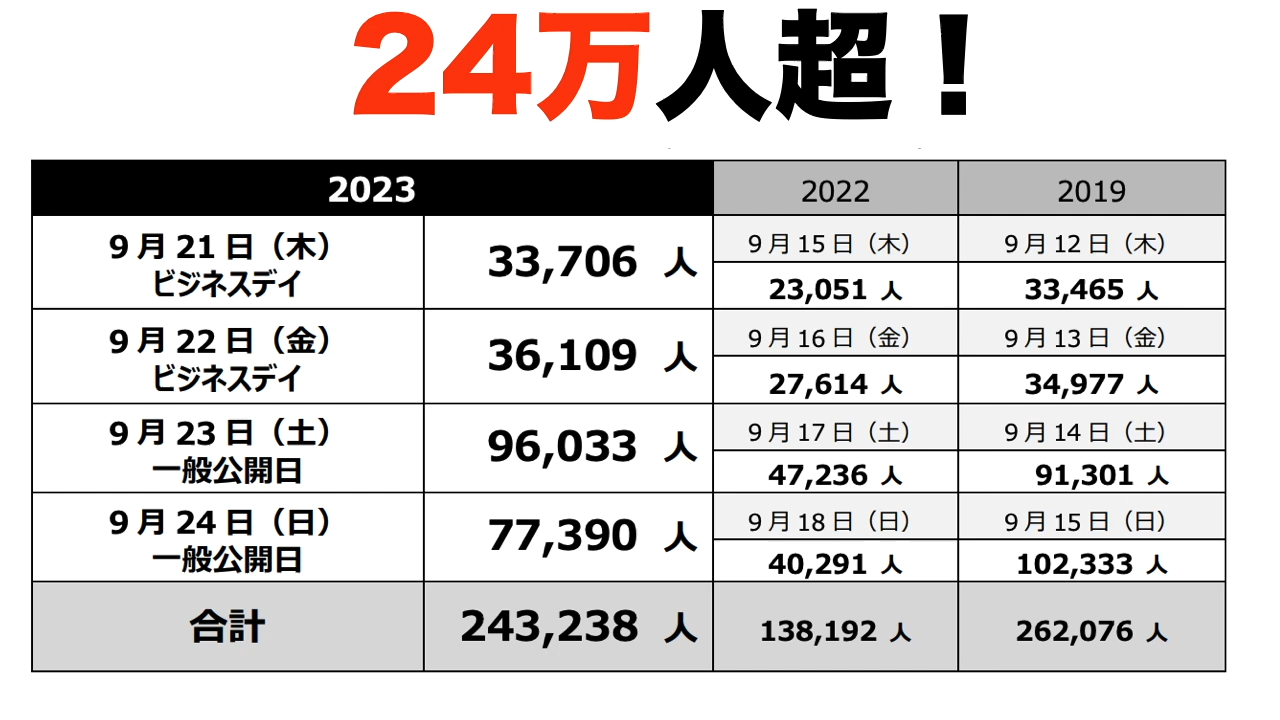 24万人超！
2023 2022 2019
9月21日（木） 9月15日（木） 9月12日（木）
ビジネスデイ 33,706 人 23,051 人 33,465 人
9月22日（金） 9月16日（金） 9月13日（金）
ビジネスデイ 36,109 人 27,614 人 34,977 人
9月23日（土） 9月17日（土） 9月14日（土）
一般公開日 96,033 人 47,236 人 91,301 人
9月24日（日） 9月18日（日） 9月15日（日）
一般公開日 77,390 人 40,291 人 102,333 人
合計 243,238 人 138,192 人 262,076 人